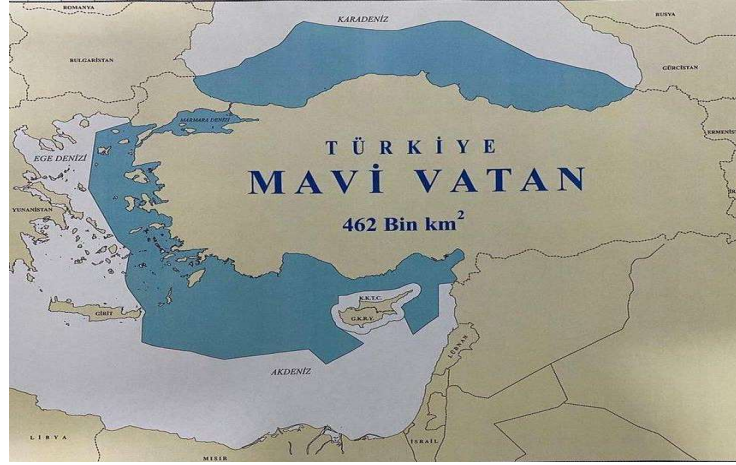 ROMANYA
KARADENİZ
RUSYA
BULGARİSTAN
GÜRCİSTAN
MARMARA DENİZİ
ERMENİST
EGE DENİZİ
TÜRKİYE
MAVİ VATAN
462 Bin km²
YUNANİSTAN
GİRİT
K.K.T.C.
G.K.R.Y.
LÜBNAN
AKDENİZ
LİBYA
MISIR
İSRAİL